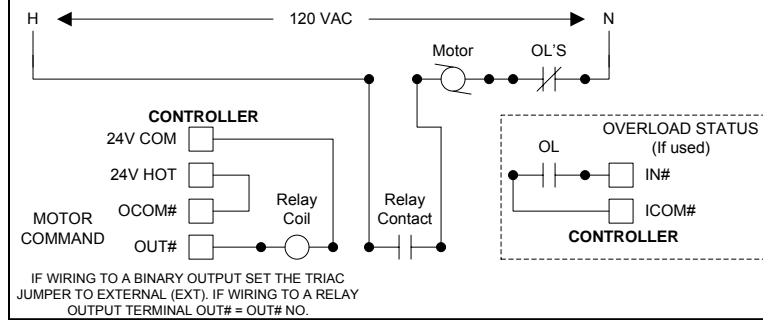 H 120 VAC N
Motor OL'S
CONTROLLER
24V COM
24V HOT
OCOM#
OUT#
MOTOR
COMMAND
Relay
Coil
Relay
Contact
OVERLOAD STATUS
(If used)
OL
IN#
ICOM#
CONTROLLER
IF WIRING TO A BINARY OUTPUT SET THE TRIAC
JUMPER TO EXTERNAL (EXT). IF WIRING TO A RELAY
OUTPUT TERMINAL OUT# = OUT# NO.